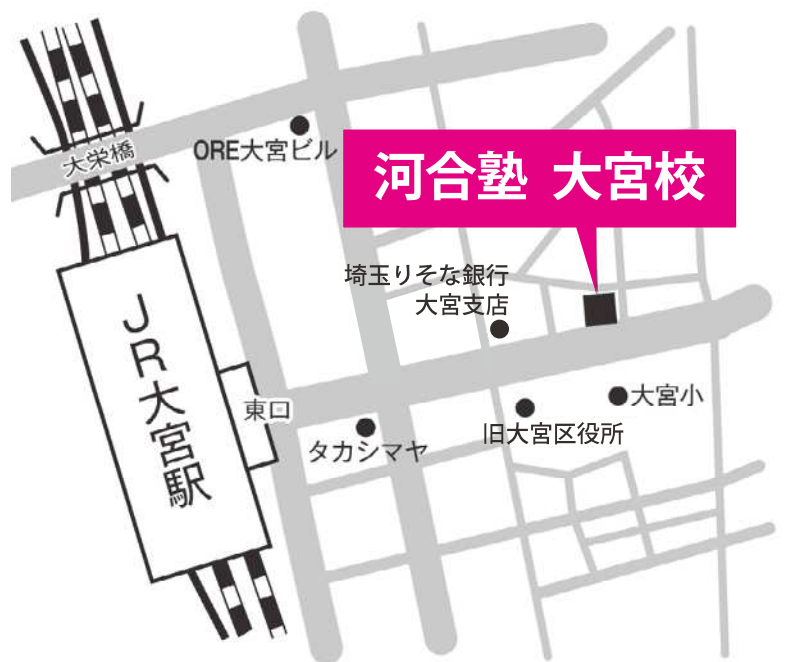 大栄橋
ORE大宮ビル
河合塾 大宮校
埼玉りそな銀行
大宮支店
JR大宮駅
東口
タカシマヤ
旧大宮区役所
大宮小